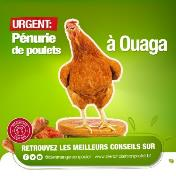 URGENT:
Pénurie
de poulets
à Ouaga
RETROUVEZ LES MEILLEURS CONSEILS SUR